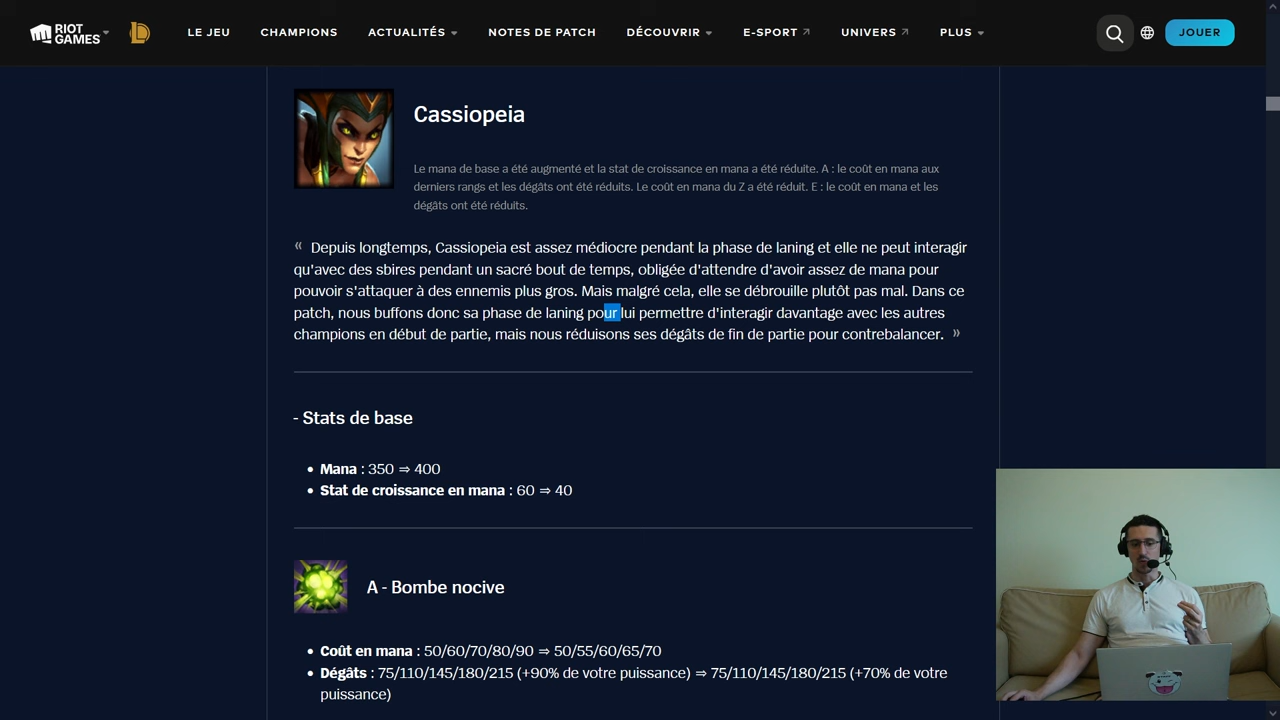 RIOT GAMES
LE JEU
CHAMPIONS
ACTUALITÉS
NOTES DE PATCH
DÉCOUVRIR
E-SPORT
UNIVERS
PLUS
JOUER
Cassiopeia
Le mana de base a été augmenté et la stat de croissance en mana a été réduite. A : le coût en mana aux
derniers rangs et les dégâts ont été réduits. Le coût en mana du Z a été réduit. E : le coût en mana et les
dégâts ont été réduits.
« Depuis longtemps, Cassiopeia est assez médiocre pendant la phase de laning et elle ne peut interagir
qu'avec des sbires pendant un sacré bout de temps, obligée d'attendre d'avoir assez de mana pour
pouvoir s'attaquer à des ennemis plus gros. Mais malgré cela, elle se débrouille plutôt pas mal. Dans ce
patch, nous buffons donc sa phase de laning pour lui permettre d'interagir davantage avec les autres
champions en début de partie, mais nous réduisons ses dégâts de fin de partie pour contrebalancer. »
- Stats de base
• Mana : 350 ⇒ 400
• Stat de croissance en mana : 60 ⇒ 40
A - Bombe nocive
• Coût en mana : 50/60/70/80/90 ⇒ 50/55/60/65/70
• Dégâts : 75/110/145/180/215 (+90% de votre puissance) ⇒ 75/110/145/180/215 (+70% de votre
puissance)